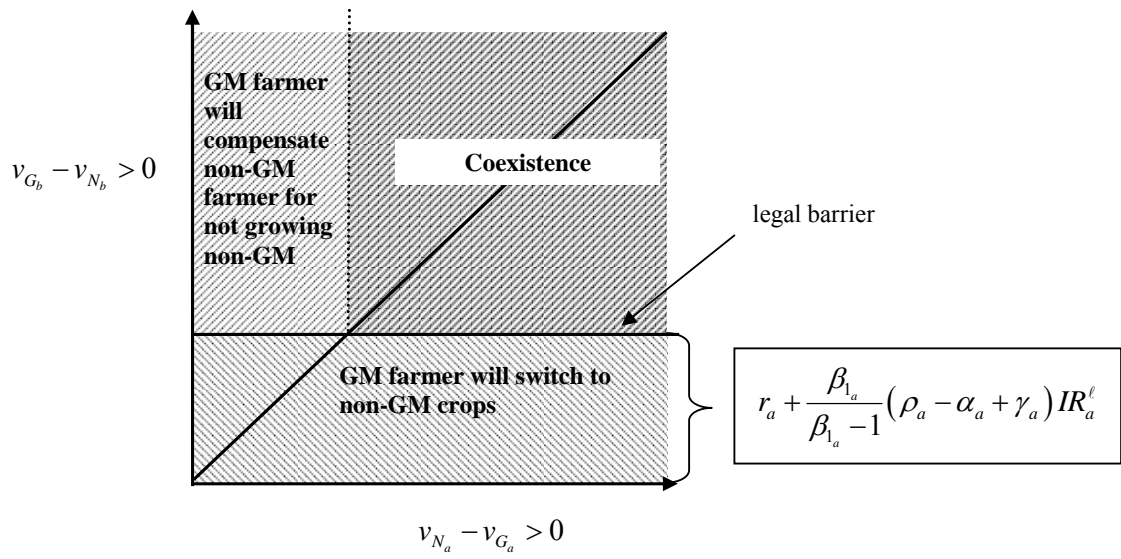 GM farmer
will
compensate
non-GM
farmer for
not growing
non-GM
Coexistence
v_{G_b} − v_{N_b} > 0
legal barrier
GM farmer will switch to
non-GM crops
r_a + \frac{β_{1_a}}{β_{1_a} − 1} (ρ_a − α_a + γ_a) IR_a^ℓ
v_{N_a} − v_{G_a} > 0